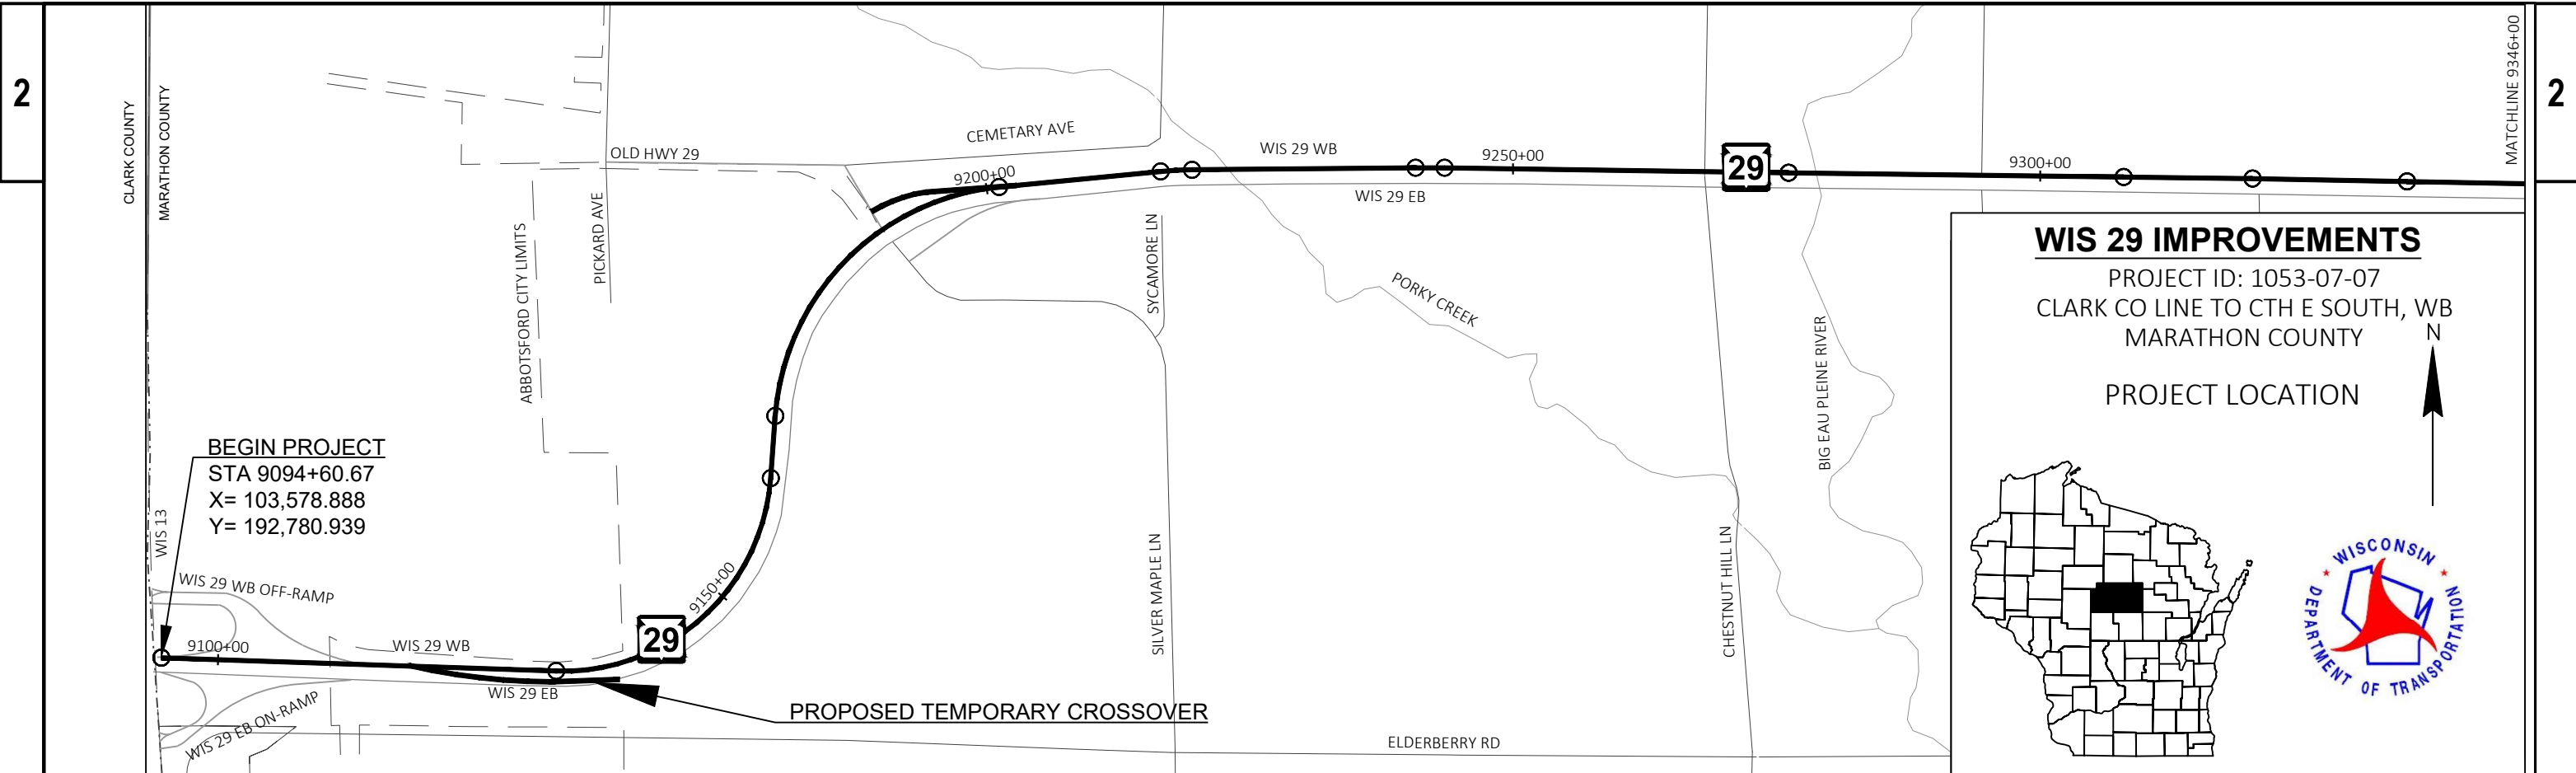 2
CLARK COUNTY
MARATHON COUNTY
OLD HWY 29
CEMETARY AVE
9200+00
WIS 29 WB
9250+00
WIS 29 EB
29
9300+00
MATCHLINE 9346+00
2
ABBOTSFORD CITY LIMITS
PICKARD AVE
SYCAMORE LN
PORKY CREEK
BIG EAU PLEINE RIVER
WIS 29 IMPROVEMENTS
PROJECT ID: 1053-07-07
CLARK CO LINE TO CTH E SOUTH, WB
MARATHON COUNTY
N
PROJECT LOCATION
BEGIN PROJECT
STA 9094+60.67
X= 103,578.888
Y= 192,780.939
WIS 13
WIS 29 WB OFF-RAMP
9100+00
WIS 29 WB
29
9150+00
WIS 29 EB
WIS 29 EB ON-RAMP
PROPOSED TEMPORARY CROSSOVER
SILVER MAPLE LN
CHESTNUT HILL LN
ELDERBERRY RD
WISCONSIN
DEPARTMENT OF TRANSPORTATION